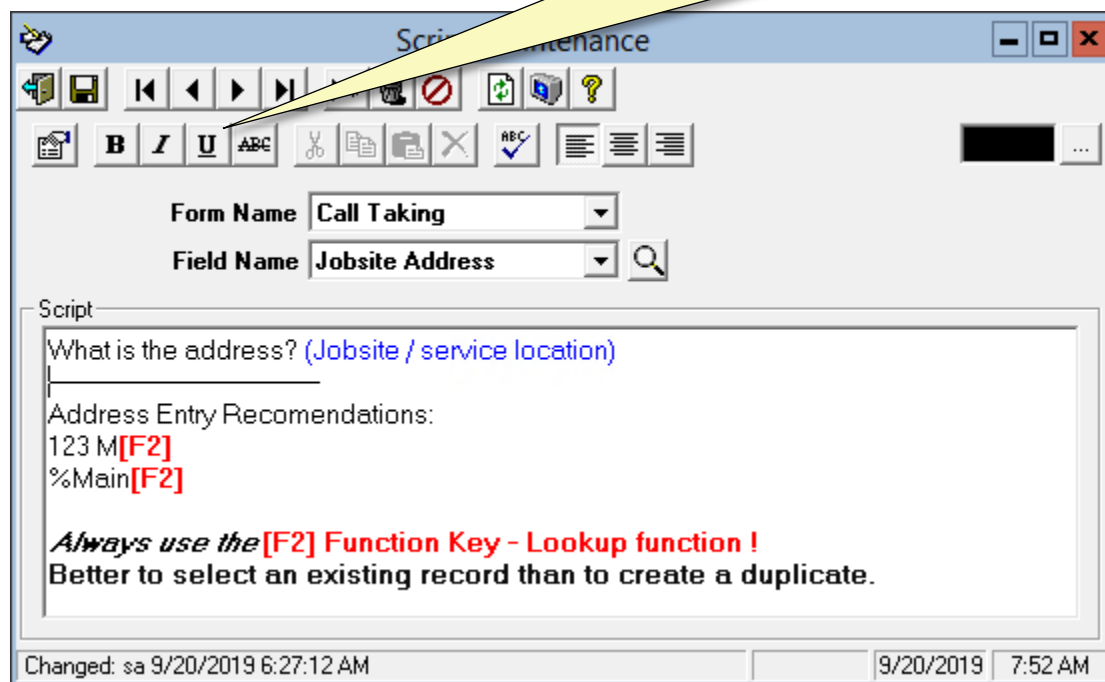 Script Maintenance
B I U ABC ABC ...
Form Name Call Taking
Field Name Jobsite Address
Script
What is the address? (Jobsite / service location)
Address Entry Recomendations:
123 M[F2]
%Main[F2]
Always use the[F2] Function Key - Lookup function !
Better to select an existing record than to create a duplicate.
Changed: sa 9/20/2019 6:27:12 AM 9/20/2019 7:52 AM